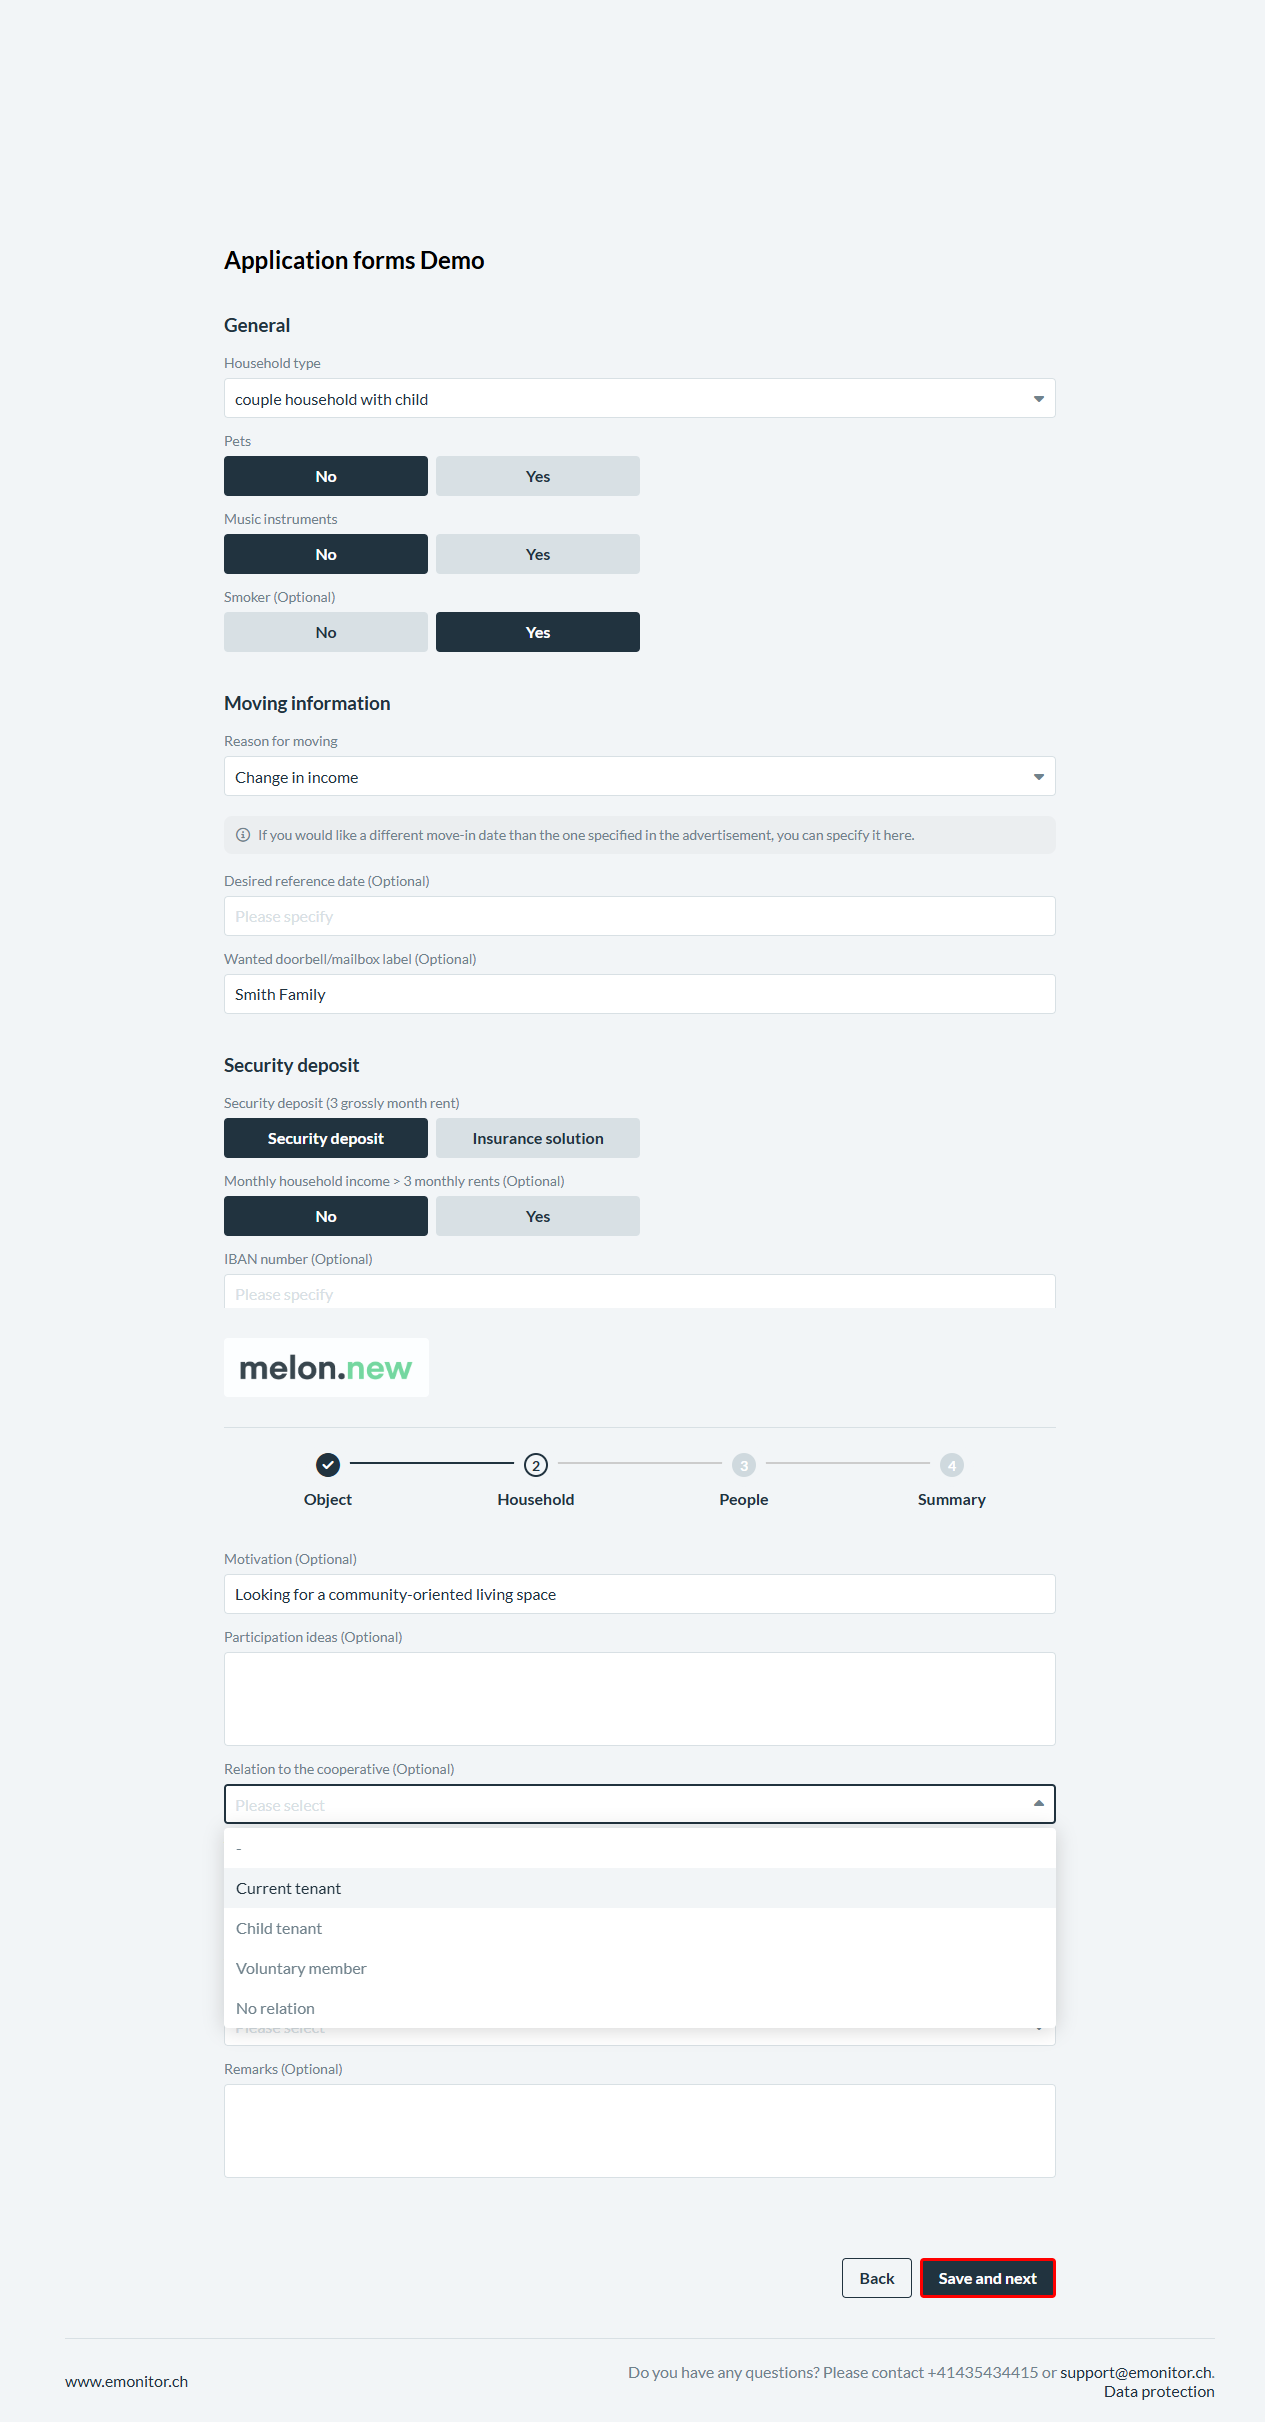 Application forms Demo
General
Household type
couple household with child
Pets
No
Yes
Music instruments
No
Yes
Smoker (Optional)
No
Yes
Moving information
Reason for moving
Change in income
If you would like a different move-in date than the one specified in the advertisement, you can specify it here.
Desired reference date (Optional)
Please specify
Wanted doorbell/mailbox label (Optional)
Smith Family
Security deposit
Security deposit (3 grossly month rent)
Security deposit
Insurance solution
Monthly household income > 3 monthly rents (Optional)
No
Yes
IBAN number (Optional)
Please specify
melon.new
2
3
4
Object
Household
People
Summary
Motivation (Optional)
Looking for a community-oriented living space
Participation ideas (Optional)
Relation to the cooperative (Optional)
Please select
-
Current tenant
Child tenant
Voluntary member
No relation
Please select
Remarks (Optional)
Back
Save and next
www.emonitor.ch
Do you have any questions? Please contact +41435434415 or support@emonitor.ch.
Data protection